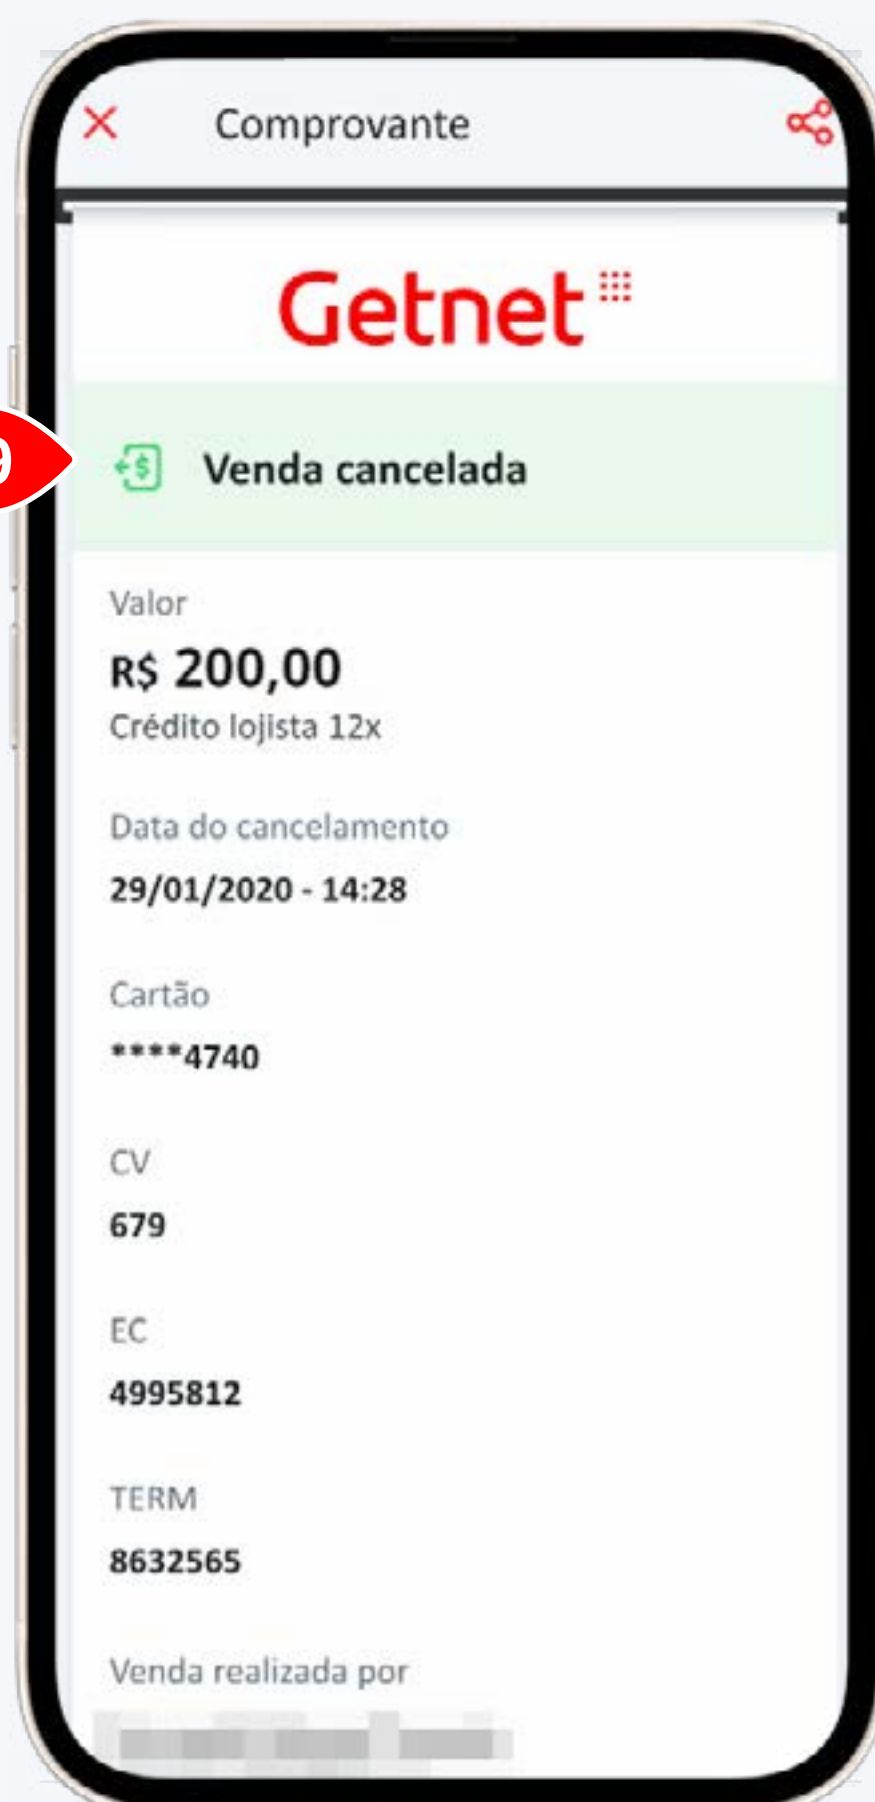 Comprovante
Getnet
9
Venda cancelada
Valor
R$ 200,00
Crédito lojista 12x
Data do cancelamento
29/01/2020 - 14:28
Cartão
****4740
CV
679
EC
4995812
TERM
8632565
Venda realizada por